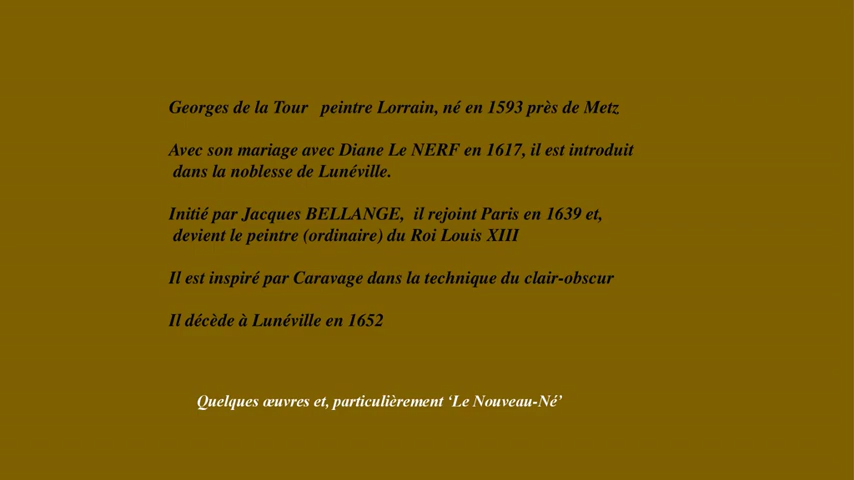 Georges de la Tour peintre Lorrain, né en 1593 près de Metz
Avec son mariage avec Diane Le NERF en 1617, il est introduit
dans la noblesse de Lunéville.
Initié par Jacques BELLANGE, il rejoint Paris en 1639 et,
devient le peintre (ordinaire) du Roi Louis XIII
Il est inspiré par Caravage dans la technique du clair-obscur
Il décède à Lunéville en 1652
Quelques œuvres et, particulièrement ‘Le Nouveau-Né’